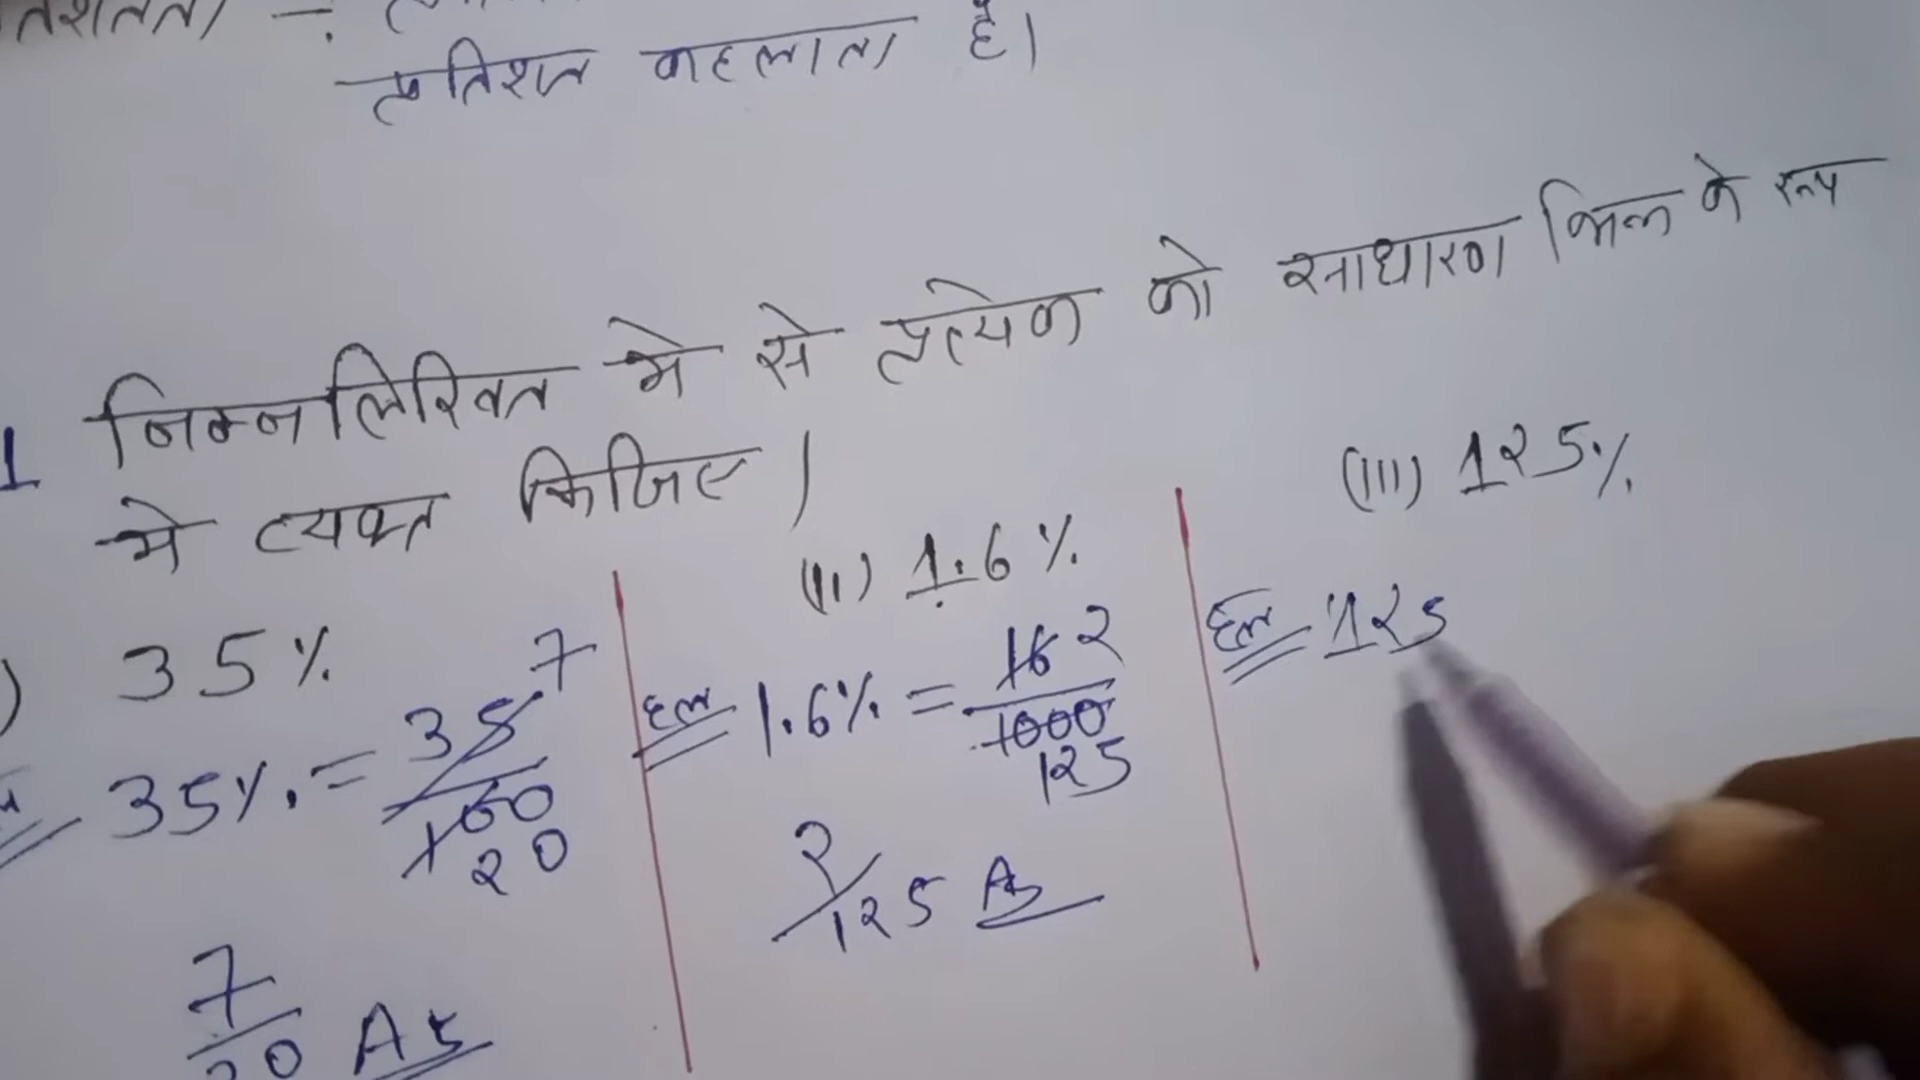 प्रतिशत कहलाता है।
1 निम्नलिखित मे से प्रत्येक को साधारण भिन्न के रूप
मे व्यक्त किजिए।
) 35%
35%. = 35 7
100
20
7
20 As
(ii) 1.6%
हल 1.6% = 16 2
1000
125
2/125 As
(iii) 125%
हल 125